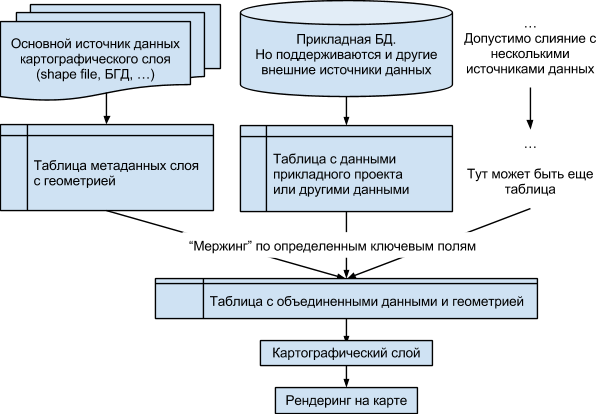 Основной источник данных
картографического слоя
(shape file, БГД, …)
Прикладная БД.
Но поддерживаются и другие
внешние источники данных
...
Допустимо слияние с
несколькими
источниками данных
Таблица метаданных слоя
с геометрией
Таблица с данными
прикладного проекта
или другими данными
...
Тут может быть еще
таблица
“Мержинг” по определенным ключевым полям
Таблица с объединенными данными и геометрией
Картографический слой
Рендеринг на карте